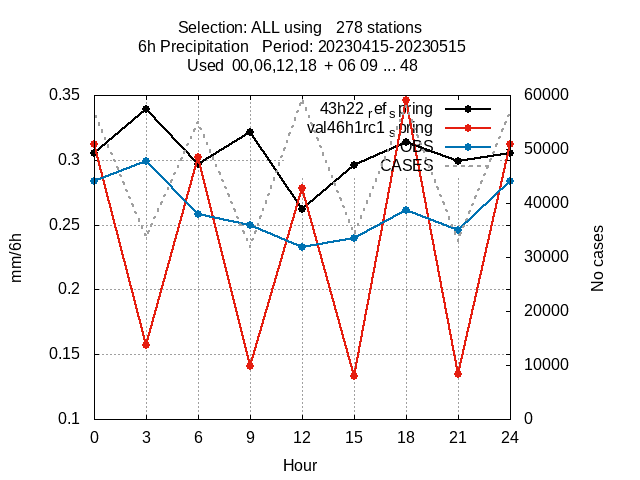 Selection: ALL using   278 stations
6h Precipitation   Period: 20230415-20230515
Used  00,06,12,18  + 06 09 ... 48
0.35
0.3
0.25
0.2
0.15
0.1
mm/6h
43h22 ref spring
val46h1rc1 spring
OBS
CASES
60000
50000
40000
30000
20000
10000
0
No cases
0 3 6 9 12 15 18 21 24
Hour